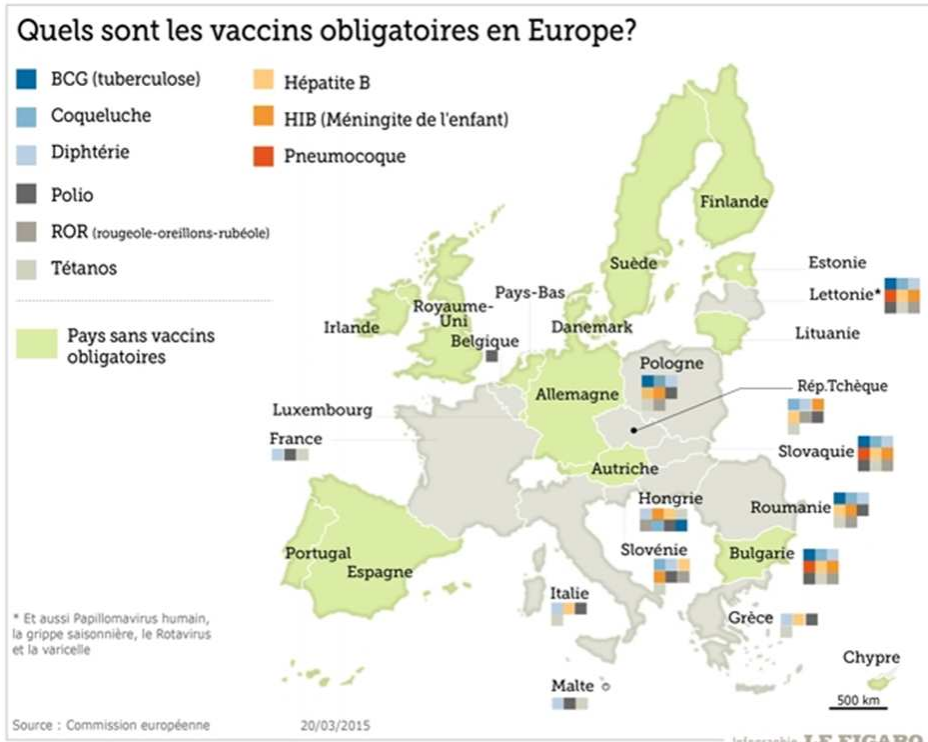 Quels sont les vaccins obligatoires en Europe?
BCG (tuberculose)
Coqueluche
Diphtérie
Polio
ROR (rougeole-oreillons-rubéole)
Tétanos
Hépatite B
HIB (Méningite de l'enfant)
Pneumocoque
Pays sans vaccins
obligatoires
Finlande
Suède
Estonie
Lettonie*
Lituanie
Pays-Bas
Royaume-
Uni
Irlande
Danemark
Belgique
Pologne
Allemagne
Rép.Tchèque
Luxembourg
France
Slovaquie
Autriche
Hongrie
Roumanie
Slovénie
Bulgarie
Portugal
Espagne
Italie
Grèce
Chypre
Malte
500 km
* Et aussi Papillomavirus humain,
la grippe saisonnière, le Rotavirus
et la varicelle
Source : Commission européenne
20/03/2015
Infographie LE FIGARO